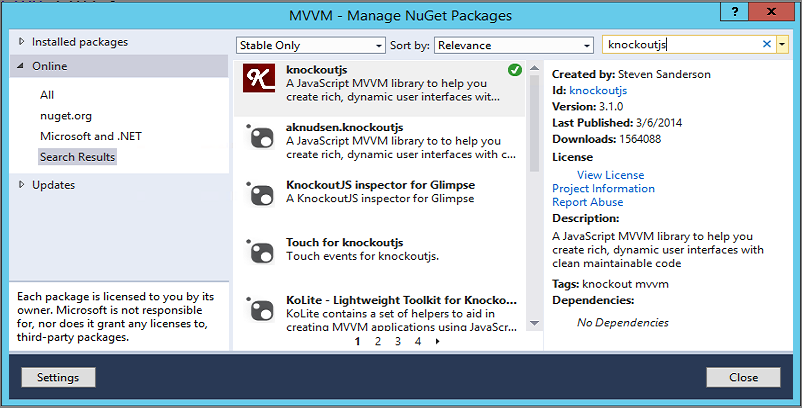 MVVM - Manage NuGet Packages
? X
Installed packages
Online
All
nuget.org
Microsoft and .NET
Search Results
Updates
Each package is licensed to you by its
owner. Microsoft is not responsible
for, nor does it grant any licenses to,
third-party packages.
Stable Only
Sort by: Relevance
knockoutjs
knockoutjs
A JavaScript MVVM library to help you
create rich, dynamic user interfaces wit...
aknudsen.knockoutjs
A JavaScript MVVM library to to help you
create rich, dynamic user interfaces with c...
KnockoutJS inspector for Glimpse
A KnockoutJS inspector for Glimpse
Touch for knockoutjs
Touch events for knockoutjs.
KoLite - Lightweight Toolkit for Knocko...
KoLite contains a set of helpers to aid in
creating MVVM applications using JavaScr...
1 2 3 4
Created by: Steven Sanderson
Id: knockoutjs
Version: 3.1.0
Last Published: 3/6/2014
Downloads: 1564088
License
View License
Project Information
Report Abuse
Description:
A JavaScript MVVM library to help you
create rich, dynamic user interfaces with
clean maintainable code
Tags: knockout mvvm
Dependencies:
No Dependencies
Settings
Close